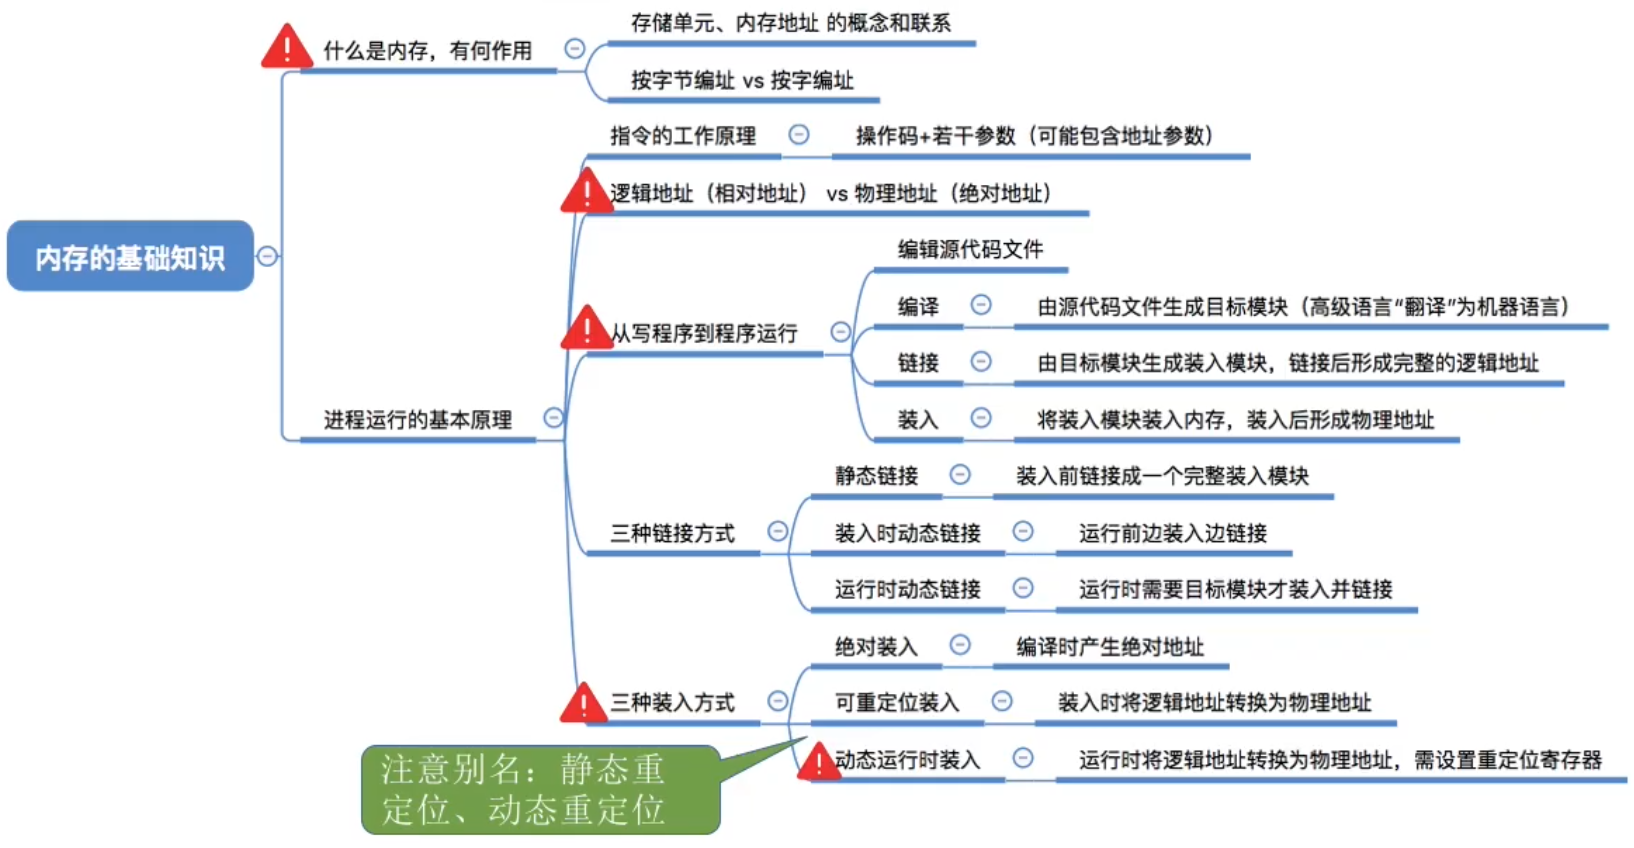 内存的基础知识
什么是内存，有何作用
存储单元、内存地址 的概念和联系
按字节编址 vs 按字编址
进程运行的基本原理
指令的工作原理
操作码+若干参数（可能包含地址参数）
逻辑地址（相对地址） vs 物理地址（绝对地址）
从写程序到程序运行
编辑源代码文件
编译
由源代码文件生成目标模块（高级语言“翻译”为机器语言）
链接
由目标模块生成装入模块，链接后形成完整的逻辑地址
装入
将装入模块装入内存，装入后形成物理地址
三种链接方式
静态链接
装入前链接成一个完整装入模块
装入时动态链接
运行前边装入边链接
运行时动态链接
运行时需要目标模块才装入并链接
三种装入方式
绝对装入
编译时产生绝对地址
可重定位装入
装入时将逻辑地址转换为物理地址
动态运行时装入
运行时将逻辑地址转换为物理地址，需设置重定位寄存器
注意别名：静态重
定位、动态重定位